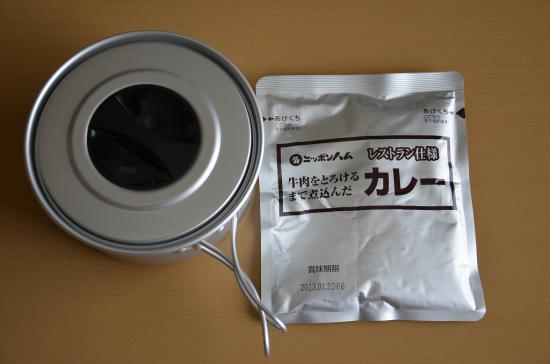 あけくち
あけくち
ニッポンハム
レストラン仕様
牛肉をとろける
まで煮込んだ
カレー
賞味期限